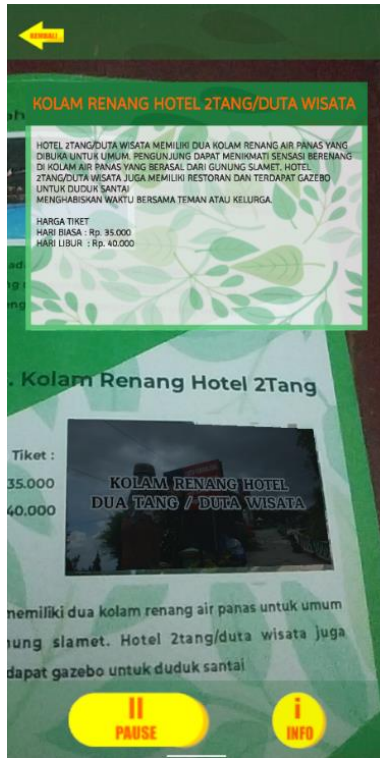 KEMBALI
KOLAM RENANG HOTEL 2TANG/DUTA WISATA
HOTEL 2TANG/DUTA WISATA MEMILIKI DUA KOLAM RENANG AIR PANAS YANG
DIBUKA UNTUK UMUM. PENGUNJUNG DAPAT MENIKMATI SENSASI BERENANG
DI KOLAM AIR PANAS YANG BERASAL DARI GUNUNG SLAMET. HOTEL
2TANG/DUTA WISATA JUGA MEMILIKI RESTORAN DAN TERDAPAT GAZEBO
UNTUK DUDUK SANTAI
MENGHABISKAN WAKTU BERSAMA TEMAN ATAU KELURGA.
HARGA TIKET
HARI BIASA : Rp. 35.000
HARI LIBUR : Rp. 40.000
. Kolam Renang Hotel 2Tang
Tiket :
35.000
40.000
KOLAM RENANG HOTEL
DUA TANG / DUTA WISATA
memiliki dua kolam renang air panas untuk umum
nung slamet. Hotel 2tang/duta wisata juga
dapat gazebo untuk duduk santai
PAUSE
i
INFO